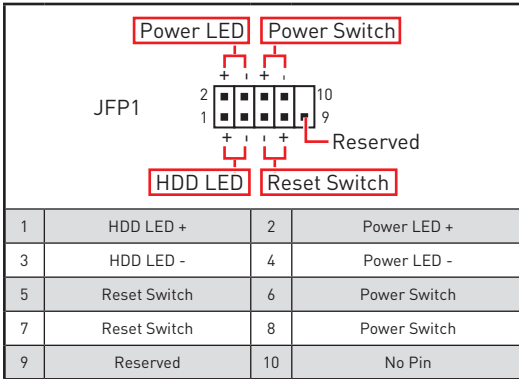 Power LED Power Switch
+ - + -
JFP1
2 10
1 9
+ - - +
Reserved
HDD LED Reset Switch
1 HDD LED + 2 Power LED +
3 HDD LED - 4 Power LED -
5 Reset Switch 6 Power Switch
7 Reset Switch 8 Power Switch
9 Reserved 10 No Pin